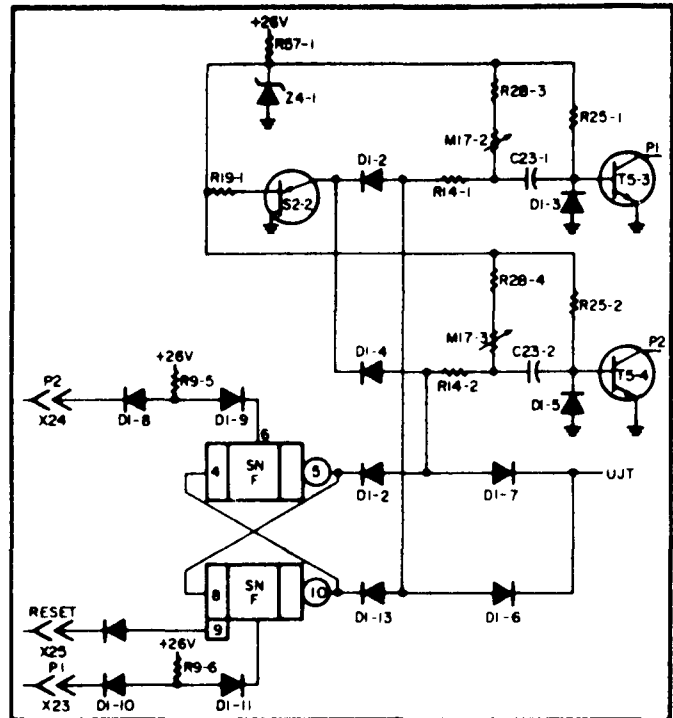 +26V
R57-1
Z4-1
R28-3
R25-1
M17-2
P1
D1-2
C23-1
R19-1
S2-2
R14-1
T5-3
D1-3
R28-4
R25-2
M17-3
P2
D1-4
C23-2
+26V
P2
R9-5
R14-2
T5-4
D1-5
X24
D1-8
D1-9
6
4
SN
F
5
D1-2
D1-7
UJT
8
SN
F
10
D1-13
D1-6
RESET
9
X25
+26V
P1
R9-6
X23
D1-10
D1-11